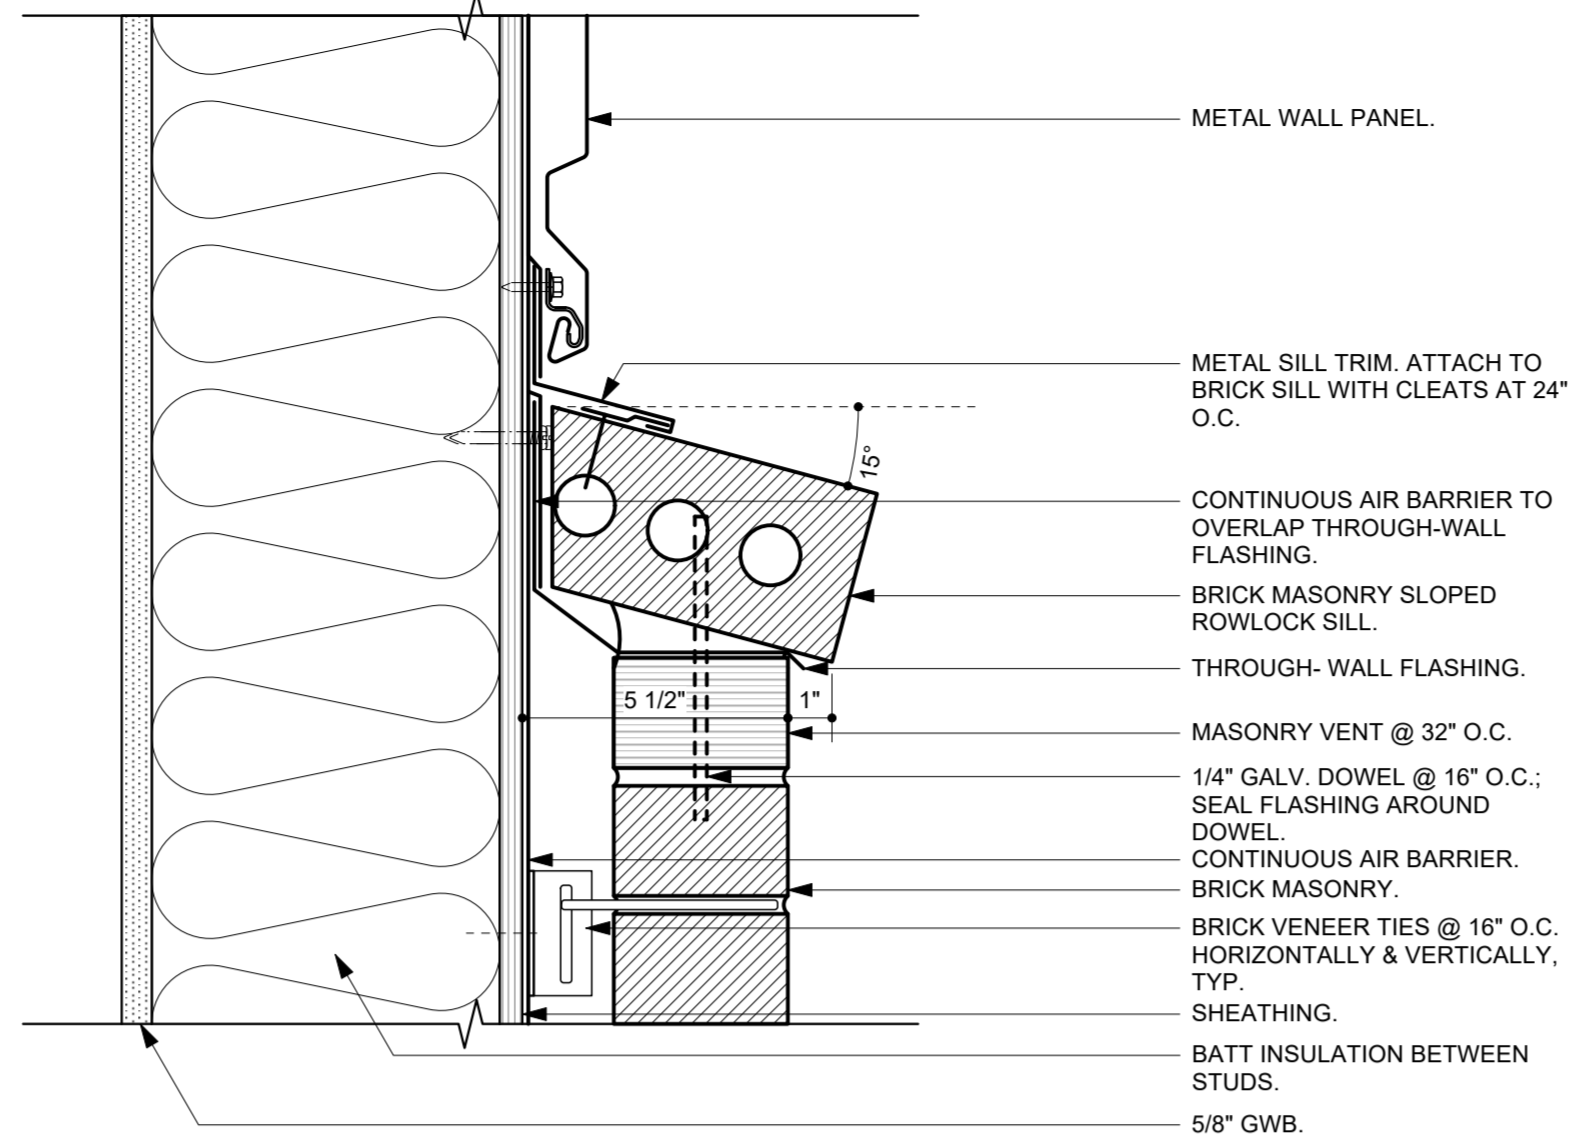 METAL WALL PANEL.
METAL SILL TRIM. ATTACH TO
BRICK SILL WITH CLEATS AT 24"
O.C.
15°
CONTINUOUS AIR BARRIER TO
OVERLAP THROUGH-WALL
FLASHING.
BRICK MASONRY SLOPED
ROWLOCK SILL.
THROUGH- WALL FLASHING.
5 1/2"
1"
MASONRY VENT @ 32" O.C.
1/4" GALV. DOWEL @ 16" O.C.;
SEAL FLASHING AROUND
DOWEL.
CONTINUOUS AIR BARRIER.
BRICK MASONRY.
BRICK VENEER TIES @ 16" O.C.
HORIZONTALLY & VERTICALLY,
TYP.
SHEATHING.
BATT INSULATION BETWEEN
STUDS.
5/8" GWB.